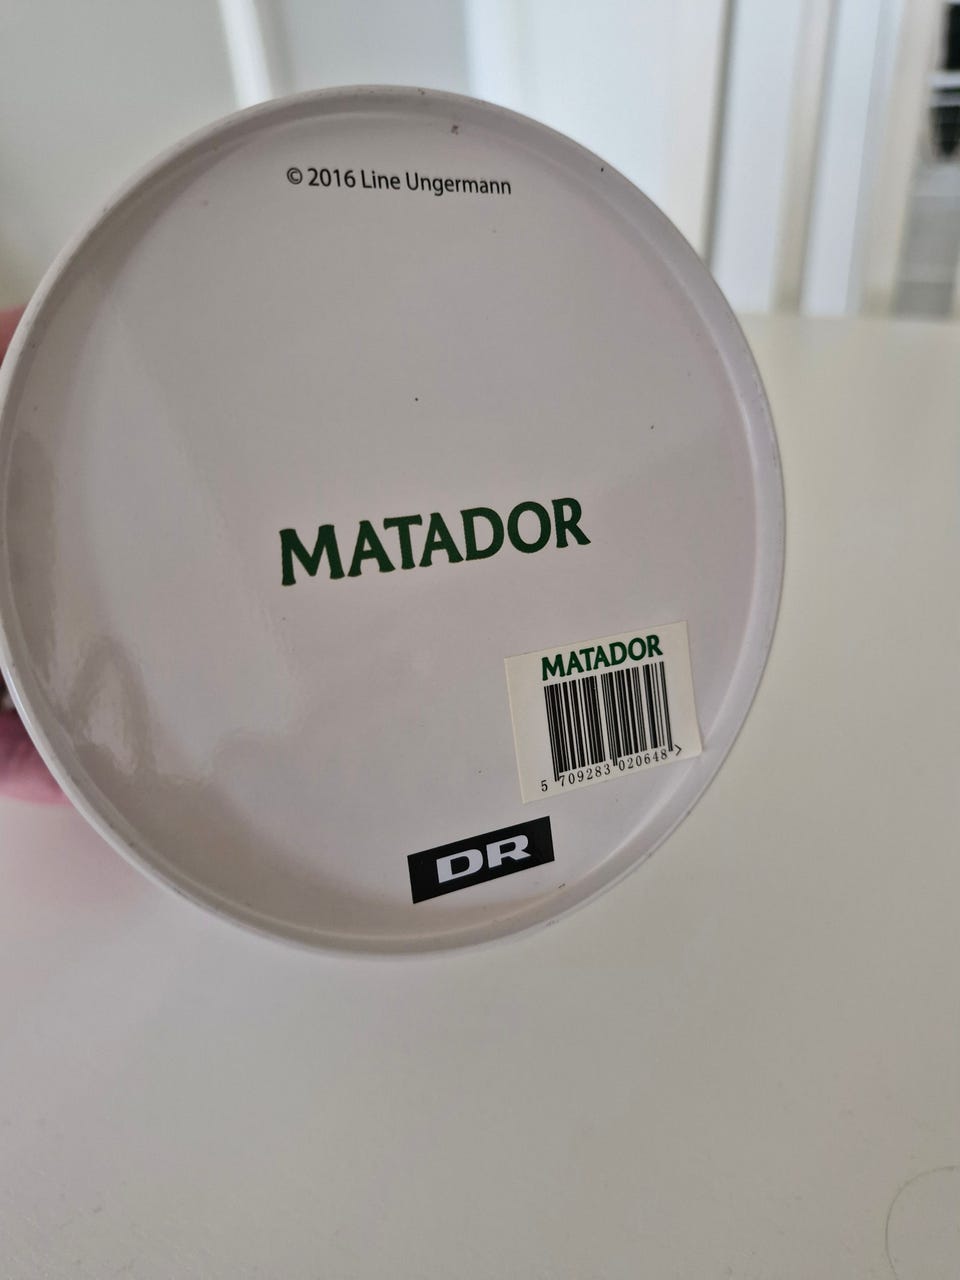 © 2016 Line Ungermann
MATADOR
MATADOR
5 709283 020648 >
DR